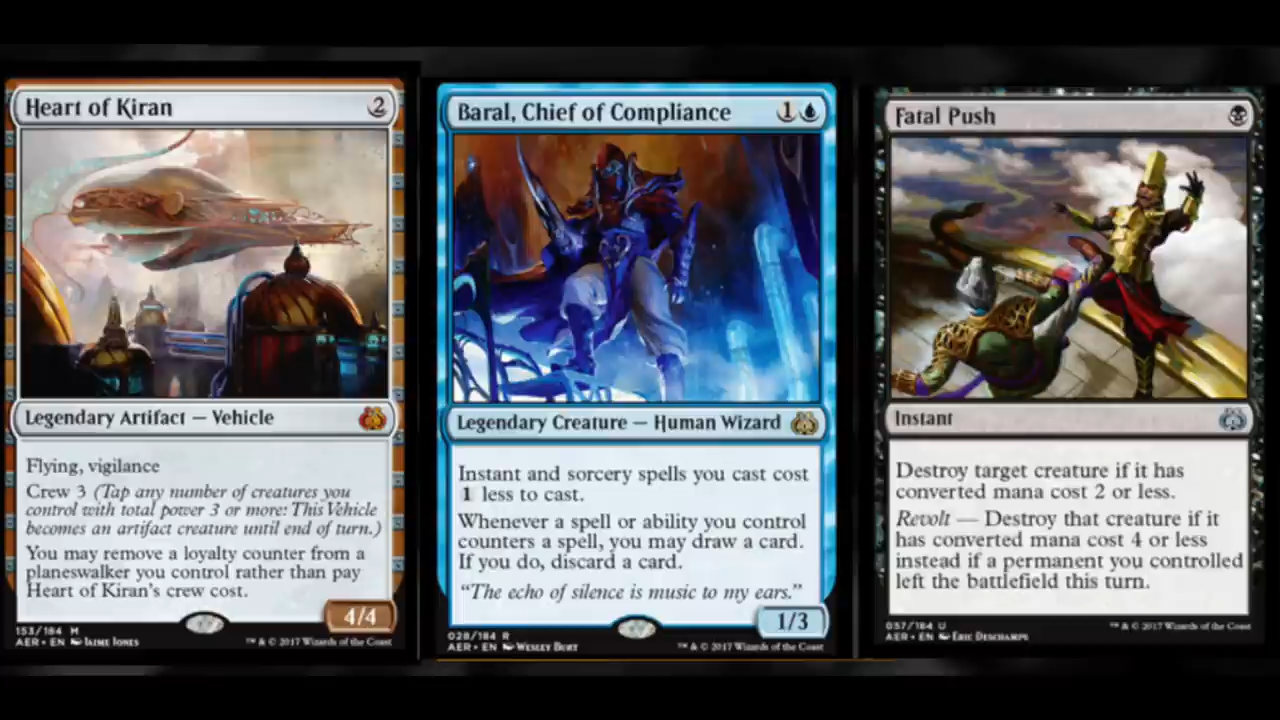 Heart of Kiran 2
Legendary Artifact — Vehicle
Flying, vigilance
Crew 3 (Tap any number of creatures you
control with total power 3 or more: This Vehicle
becomes an artifact creature until end of turn.)
You may remove a loyalty counter from a
planeswalker you control rather than pay
Heart of Kiran's crew cost.
4/4
153/184 M
AER • EN Jaime Jones
™ & © 2017 Wizards of the Coast
Baral, Chief of Compliance 1
Legendary Creature — Human Wizard
Instant and sorcery spells you cast cost
1 less to cast.
Whenever a spell or ability you control
counters a spell, you may draw a card.
If you do, discard a card.
"The echo of silence is music to my ears."
1/3
028/184 R
AER • EN Wesley Burt
™ & © 2017 Wizards of the Coast
Fatal Push
Instant
Destroy target creature if it has
converted mana cost 2 or less.
Revolt — Destroy that creature if it
has converted mana cost 4 or less
instead if a permanent you controlled
left the battlefield this turn.
057/184 U
AER • EN Eric Deschamps
™ & © 2017 Wizards of the Coast